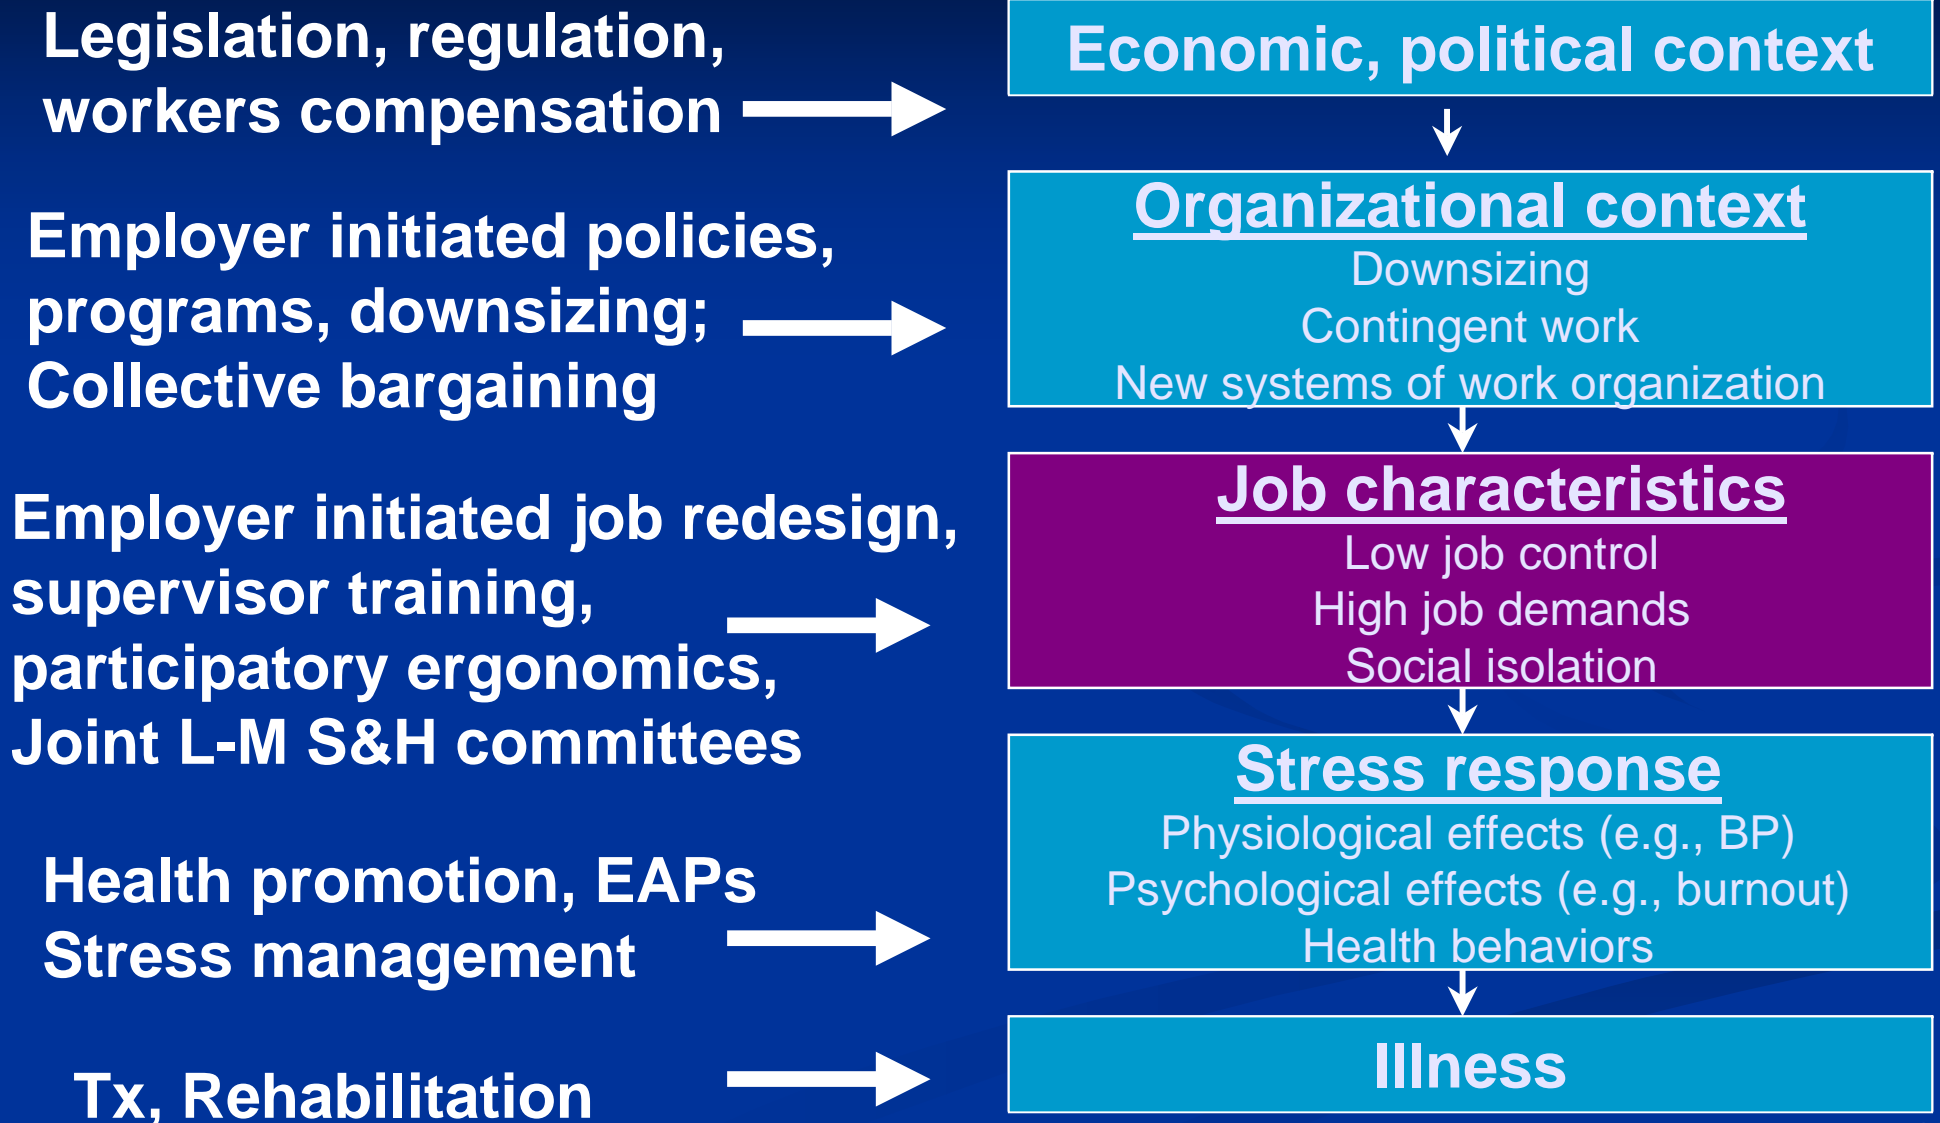 Legislation, regulation,
workers compensation
Economic, political context
Employer initiated policies,
programs, downsizing;
Collective bargaining
Organizational context
Downsizing
Contingent work
New systems of work organization
Employer initiated job redesign,
supervisor training,
participatory ergonomics,
Joint L-M S&H committees
Job characteristics
Low job control
High job demands
Social isolation
Health promotion, EAPs
Stress management
Stress response
Physiological effects (e.g., BP)
Psychological effects (e.g., burnout)
Health behaviors
Tx, Rehabilitation
Illness